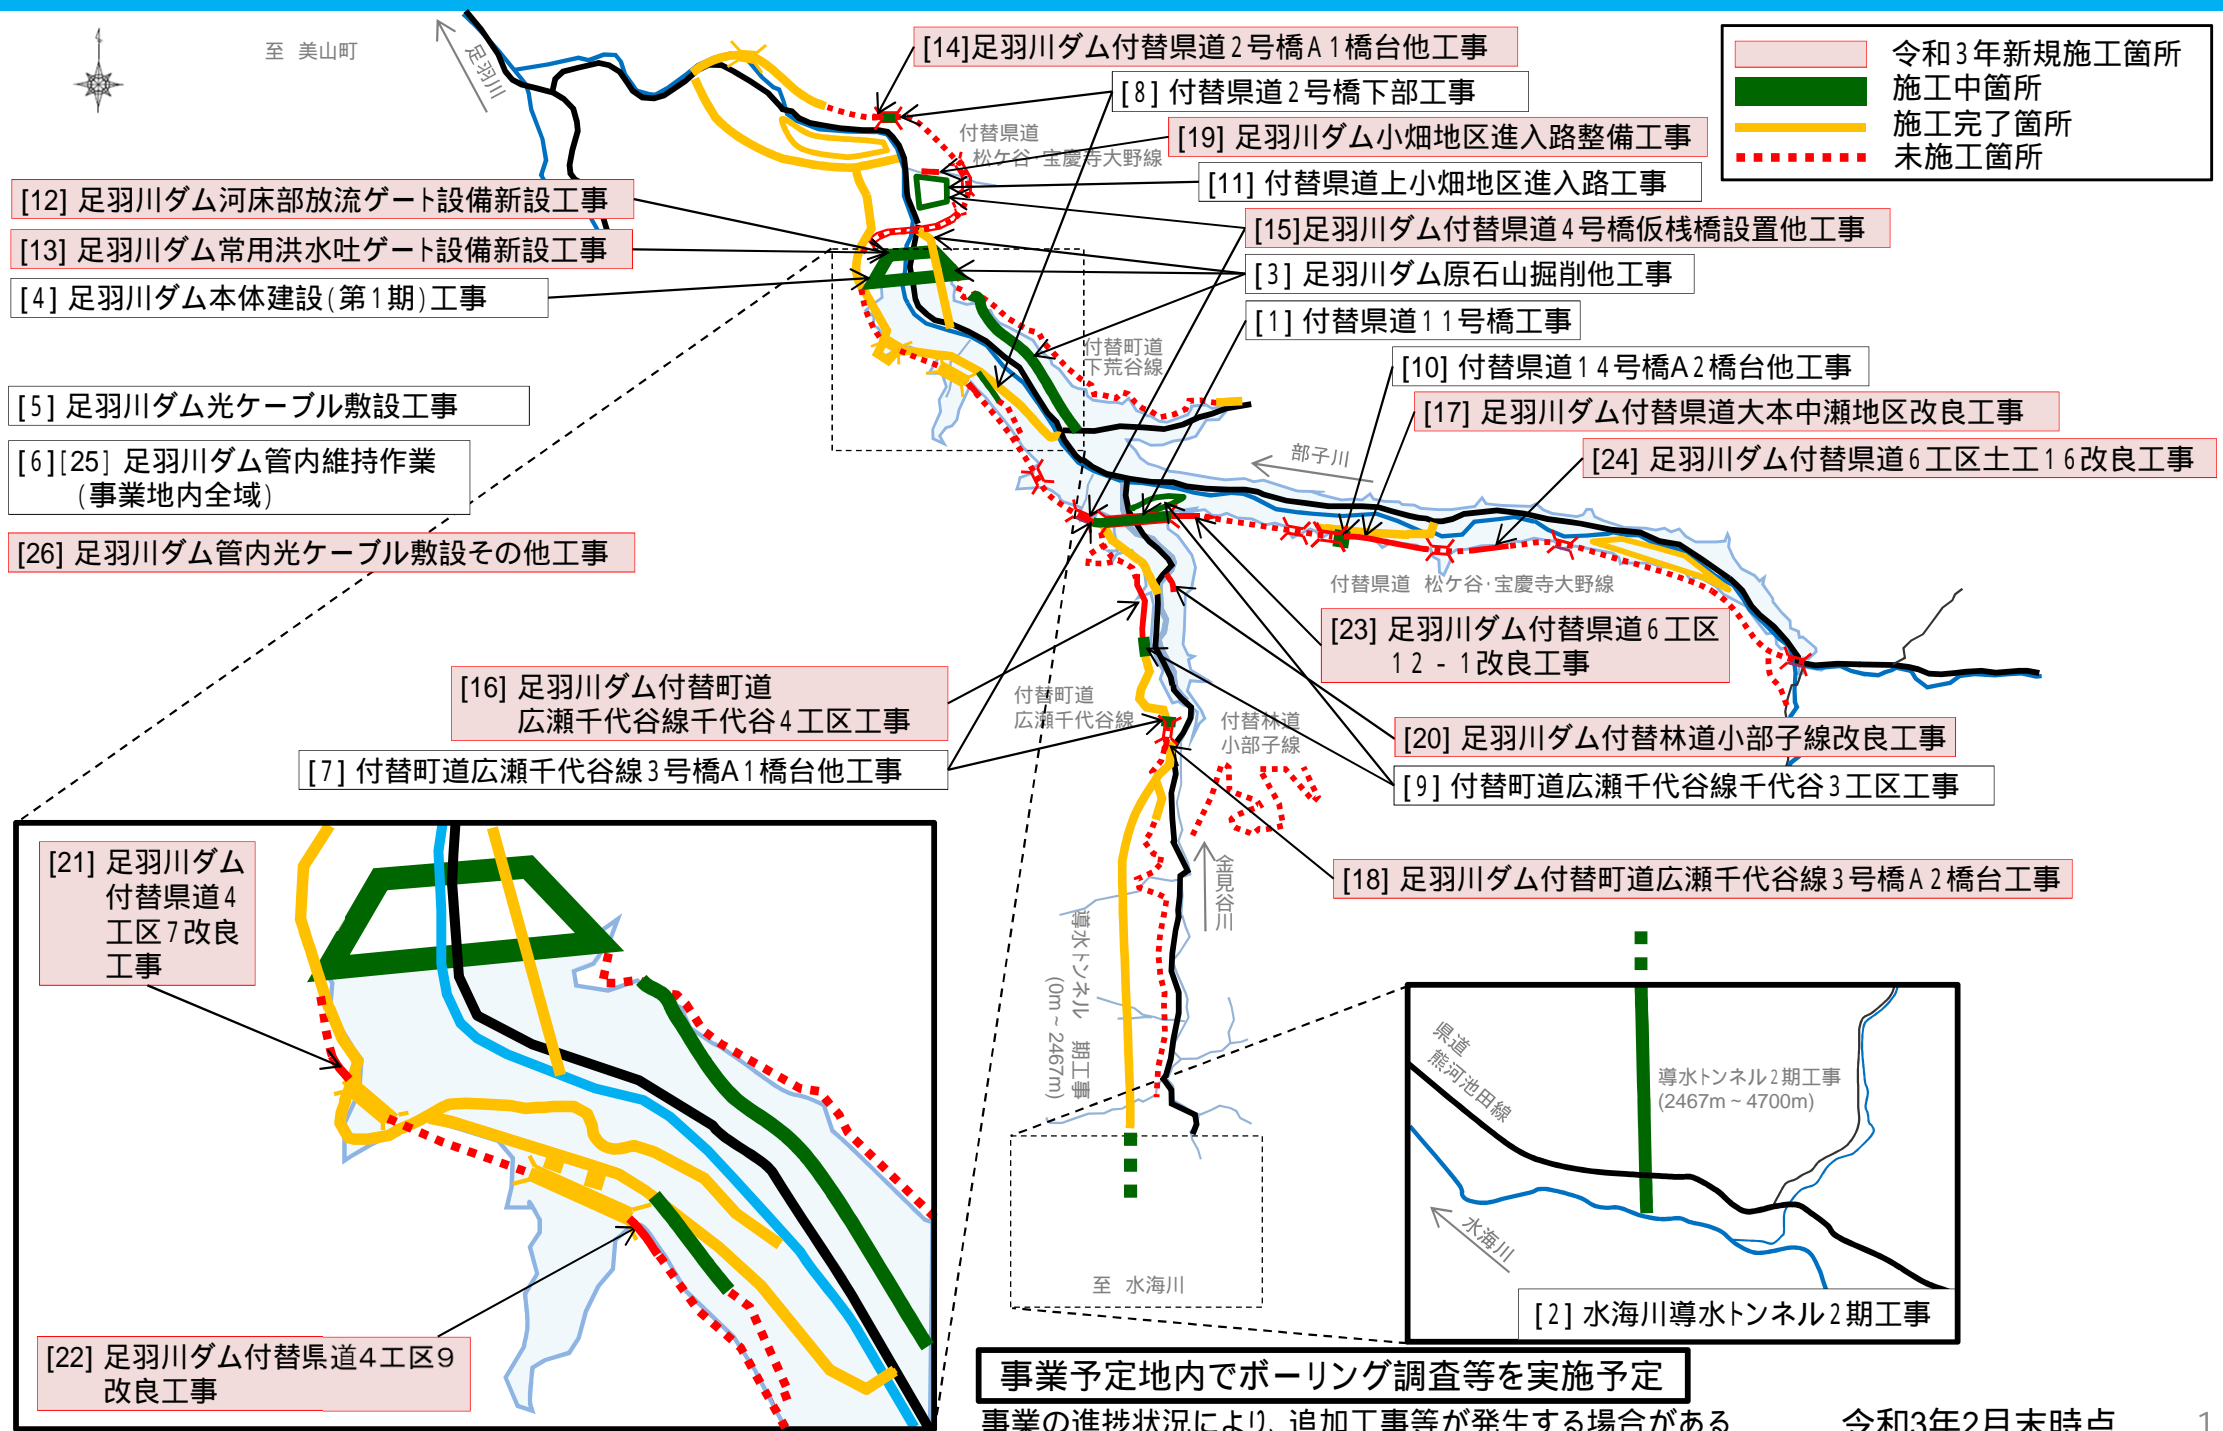 至 美山町
足羽川
[14]足羽川ダム付替県道2号橋A1橋台他工事
[8] 付替県道2号橋下部工事
付替県道
松ケ谷·宝慶寺大野線
[19] 足羽川ダム小畑地区進入路整備工事
[11] 付替県道上小畑地区進入路工事
令和3年新規施工箇所
施工中箇所
施工完了箇所
未施工箇所
[12] 足羽川ダム河床部放流ゲート設備新設工事
[13] 足羽川ダム常用洪水吐ゲート設備新設工事
[4] 足羽川ダム本体建設(第1期)工事
[15]足羽川ダム付替県道4号橋仮桟橋設置他工事
[3] 足羽川ダム原石山掘削他工事
[1] 付替県道11号橋工事
付替町道
下荒谷線
[10] 付替県道14号橋A2橋台他工事
[17] 足羽川ダム付替県道大本中瀬地区改良工事
[24] 足羽川ダム付替県道6工区土工16改良工事
部子川
[5] 足羽川ダム光ケーブル敷設工事
[6][25] 足羽川ダム管内維持作業
(事業地内全域)
[26] 足羽川ダム管内光ケーブル敷設その他工事
付替県道 松ケ谷·宝慶寺大野線
[23] 足羽川ダム付替県道6工区
12 - 1改良工事
[16] 足羽川ダム付替町道
広瀬千代谷線千代谷4工区工事
付替町道
広瀬千代谷線
付替林道
小部子線
[20] 足羽川ダム付替林道小部子線改良工事
[7] 付替町道広瀬千代谷線3号橋A1橋台他工事
[9] 付替町道広瀬千代谷線千代谷3工区工事
[18] 足羽川ダム付替町道広瀬千代谷線3号橋A2橋台工事
金見谷川
導水トンネル 期工事
(0m~2467m)
[21] 足羽川ダム
付替県道4
工区7改良
工事
[22] 足羽川ダム付替県道4工区9
改良工事
至 水海川
県道
熊河池田線
導水トンネル2期工事
(2467m~4700m)
水海川
[2] 水海川導水トンネル2期工事
事業予定地内でボーリング調査等を実施予定
事業の進捗状況により、追加工事等が発生する場合がある
令和3年2月末時点
1